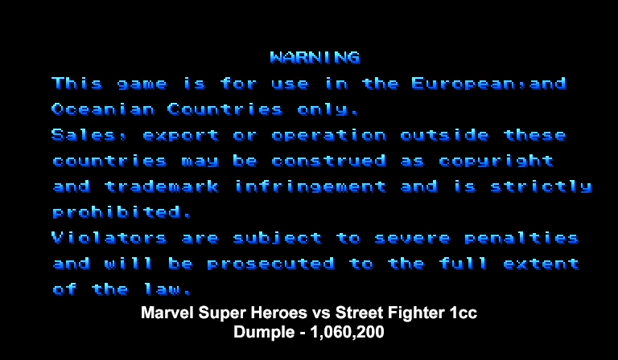 WARNING
This game is for use in the European,and
Oceanian Countries only.
Sales, export or operation outside these
countries may be construed as copyright
and trademark infringement and is strictly
prohibited.
Violators are subject to severe penalties
and will be prosecuted to the full extent
of the law.
Marvel Super Heroes vs Street Fighter 1cc
Dumple - 1,060,200